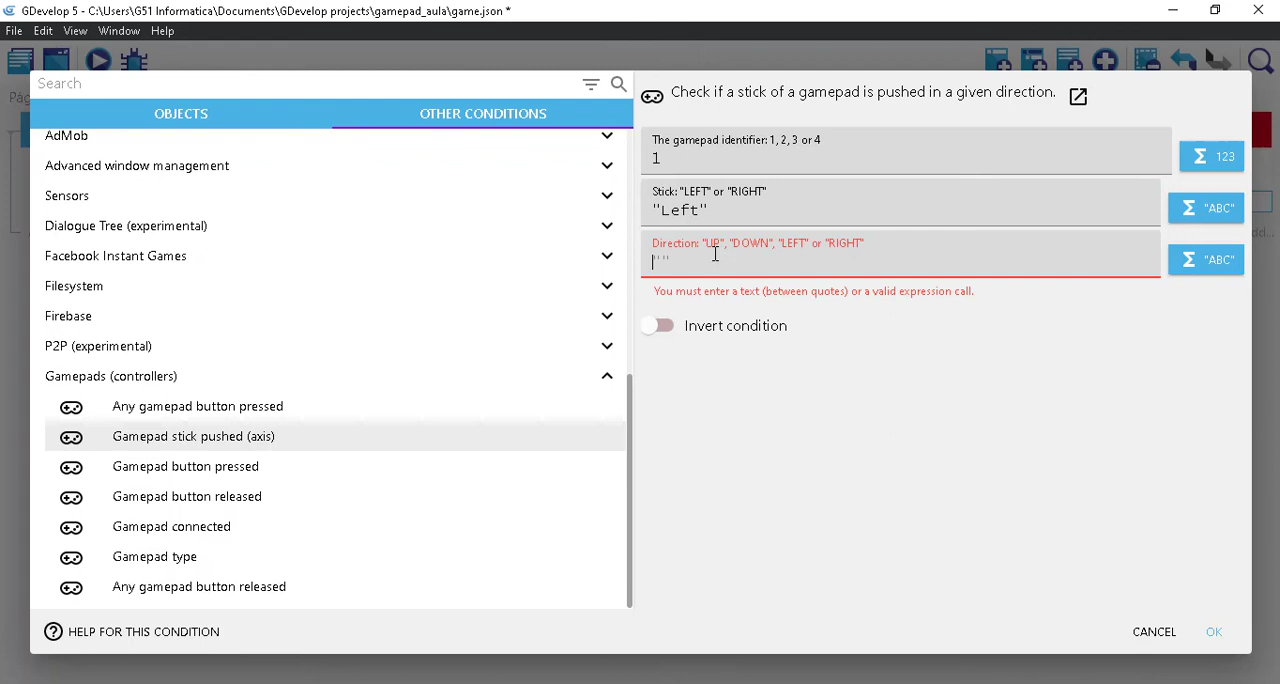 GDevelop 5 - C:\Users\G51 Informatica\Documents\GDevelop projects\gamepad_aula\game.json *
File Edit View Window Help
Search
OBJECTS
OTHER CONDITIONS
AdMob
Advanced window management
Sensors
Dialogue Tree (experimental)
Facebook Instant Games
Filesystem
Firebase
P2P (experimental)
Gamepads (controllers)
Any gamepad button pressed
Gamepad stick pushed (axis)
Gamepad button pressed
Gamepad button released
Gamepad connected
Gamepad type
Any gamepad button released
HELP FOR THIS CONDITION
Check if a stick of a gamepad is pushed in a given direction.
The gamepad identifier: 1, 2, 3 or 4
1
Σ 123
Stick: "LEFT" or "RIGHT"
"Left"
Σ "ABC"
Direction: "UP", "DOWN", "LEFT" or "RIGHT"
""
Σ "ABC"
You must enter a text (between quotes) or a valid expression call.
Invert condition
CANCEL
OK